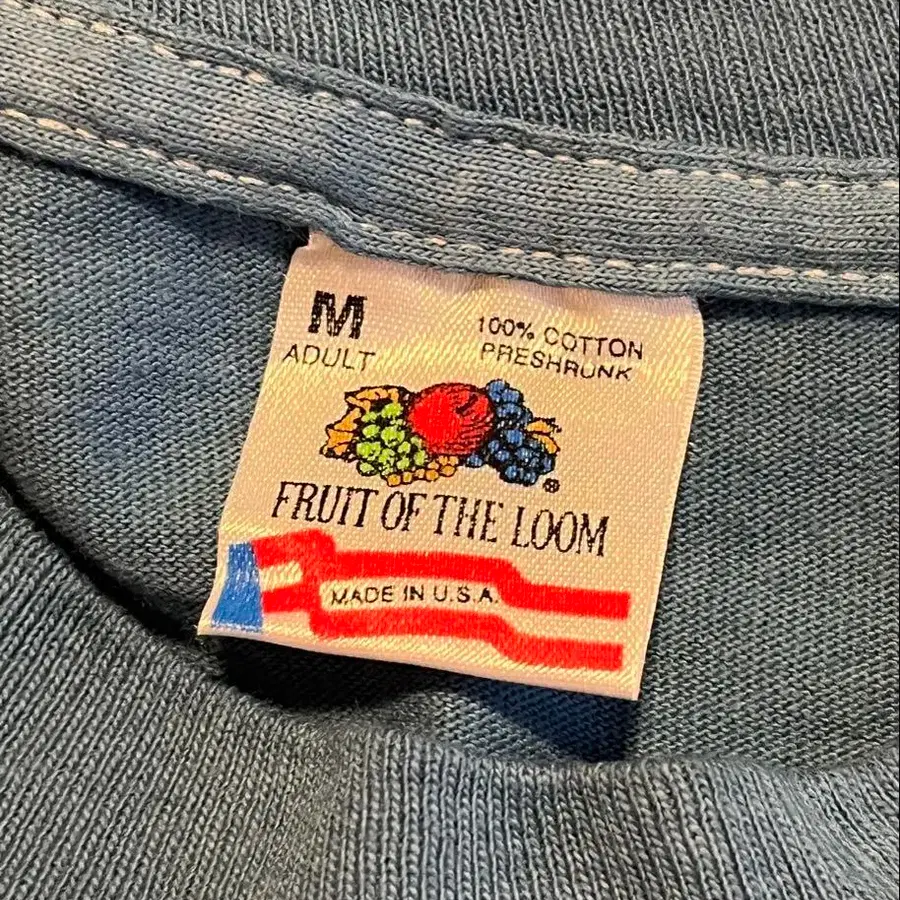 M
ADULT
100% COTTON
PRESHRUNK
®
FRUIT OF THE LOOM
MADE IN U.S.A.